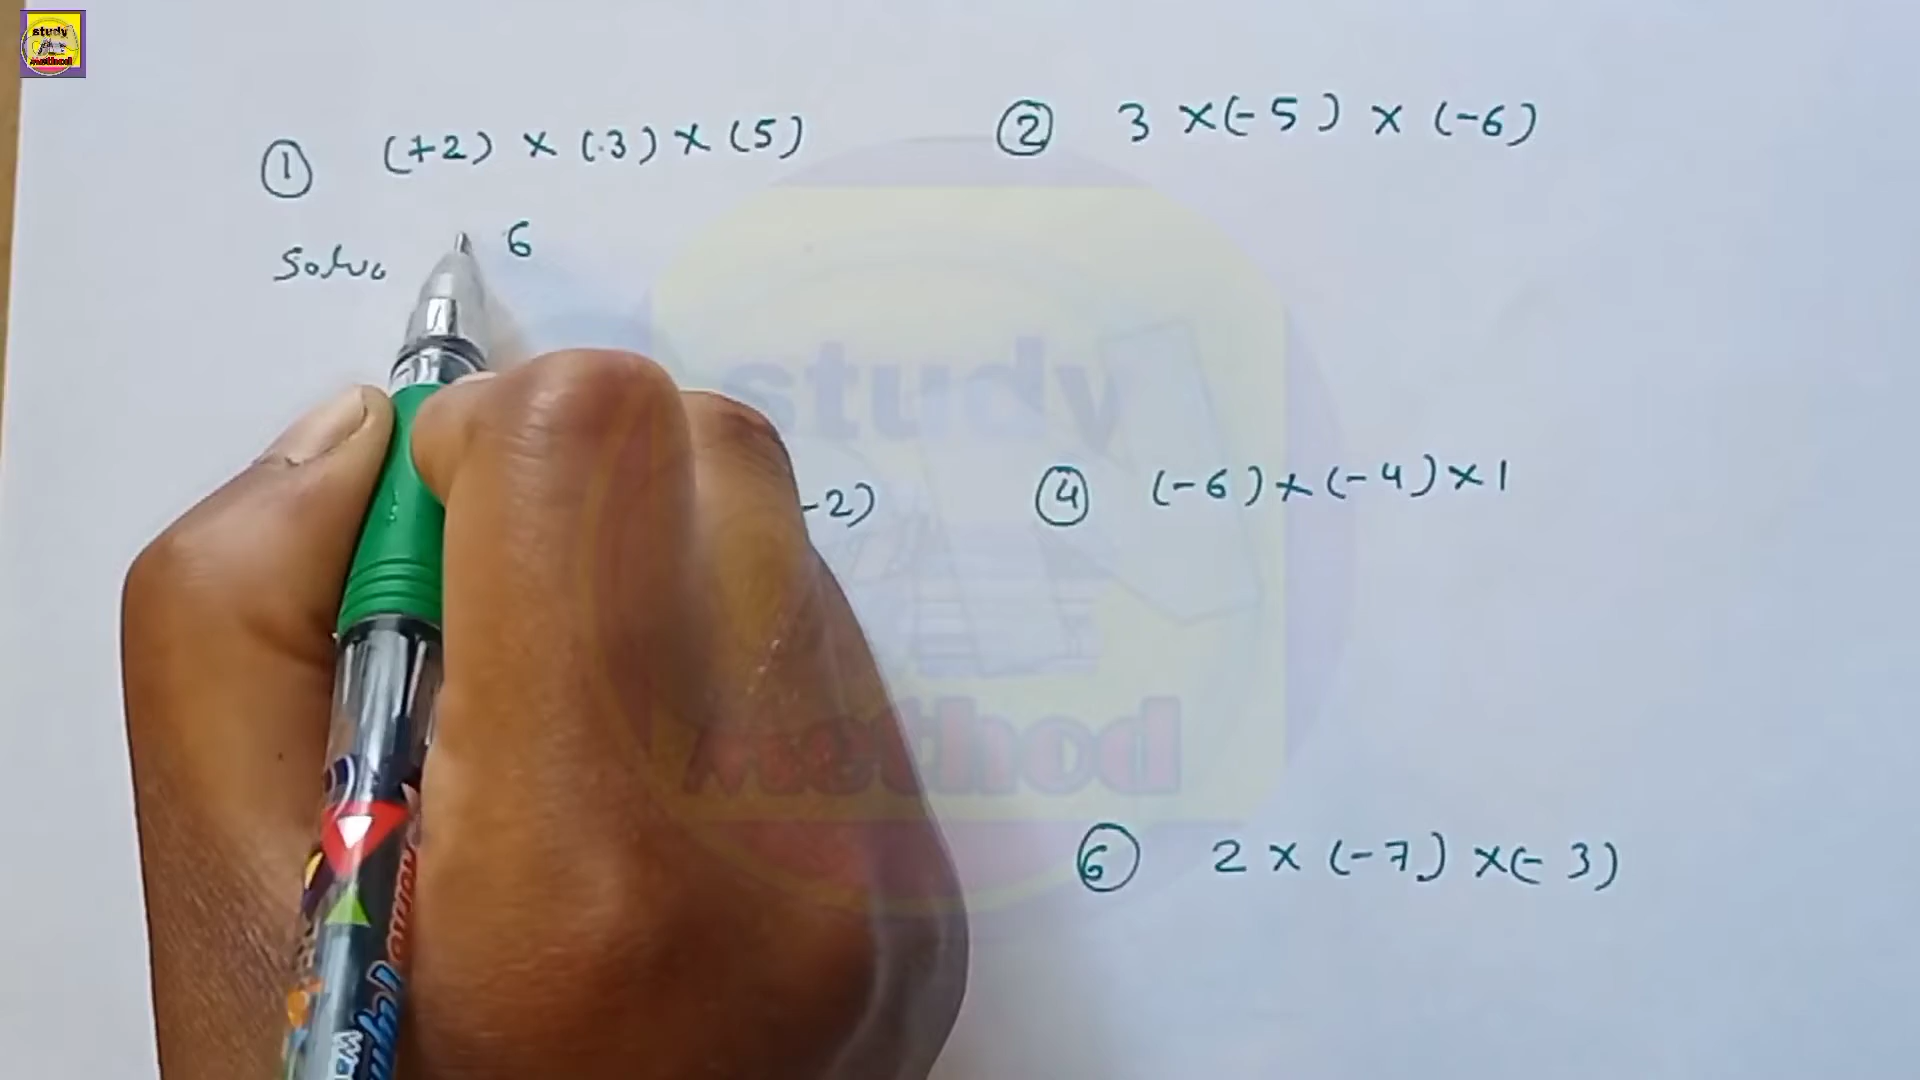 study
Method
① (+2) × (-3) × (5)
② 3 × (-5) × (-6)
Solve 6
study
-2)
④ (-6) × (-4) × 1
Method
⑥ 2 × (-7) × (-3)